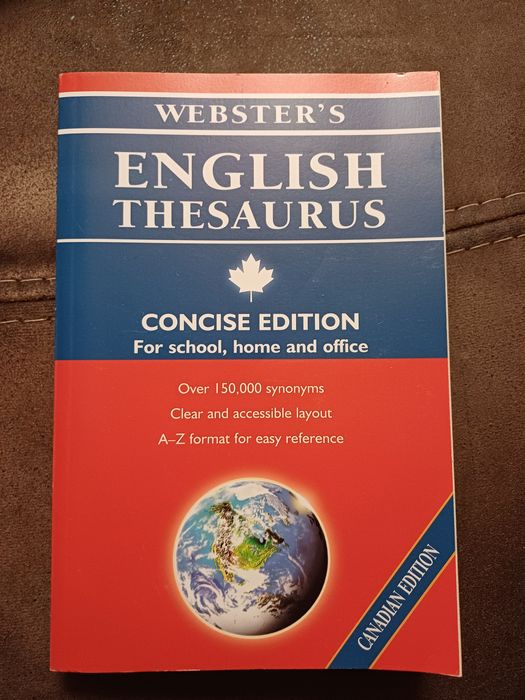 WEBSTER'S
ENGLISH
THESAURUS
CONCISE EDITION
For school, home and office
Over 150,000 synonyms
Clear and accessible layout
A–Z format for easy reference
CANADIAN EDITION